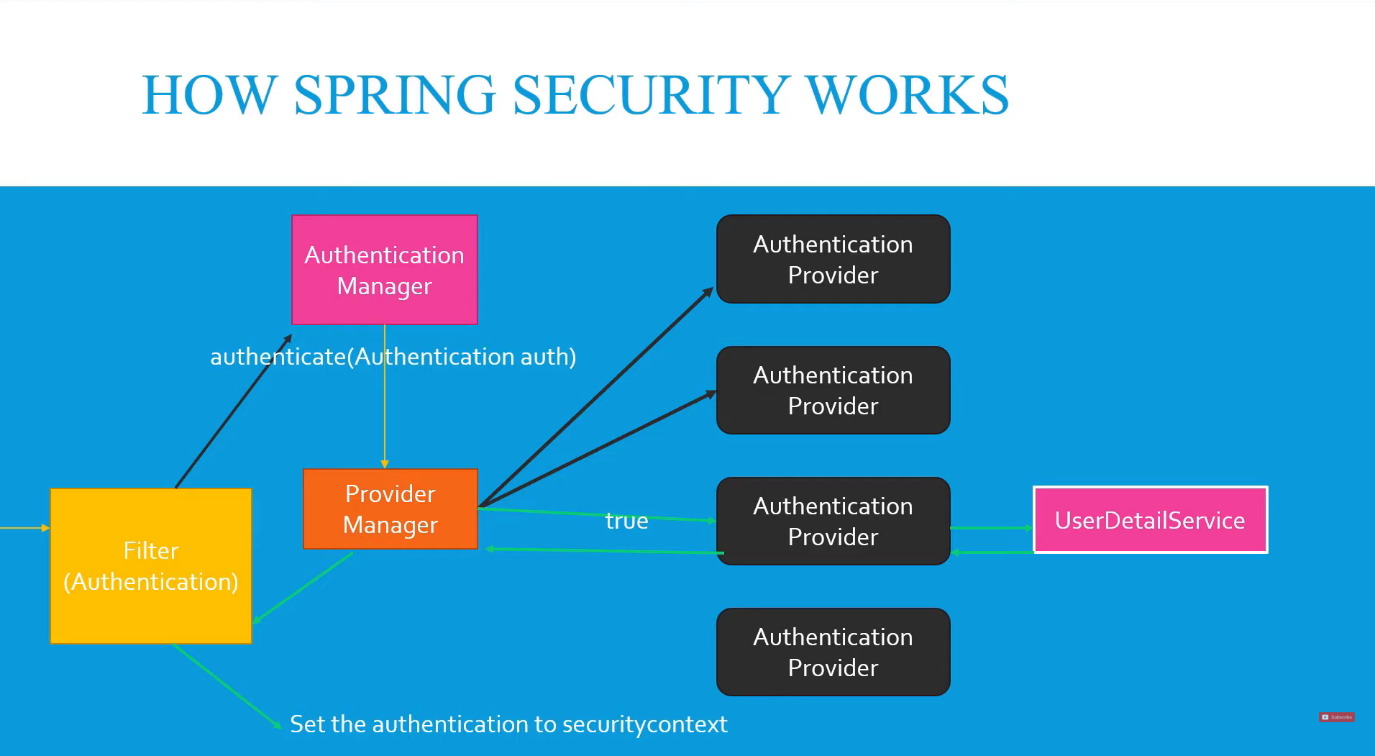 HOW SPRING SECURITY WORKS
Authentication
Manager
authenticate(Authentication auth)
Provider
Manager
Filter
(Authentication)
Authentication
Provider
Authentication
Provider
true
Authentication
Provider
UserDetailService
Authentication
Provider
Set the authentication to securitycontext
Subscribe